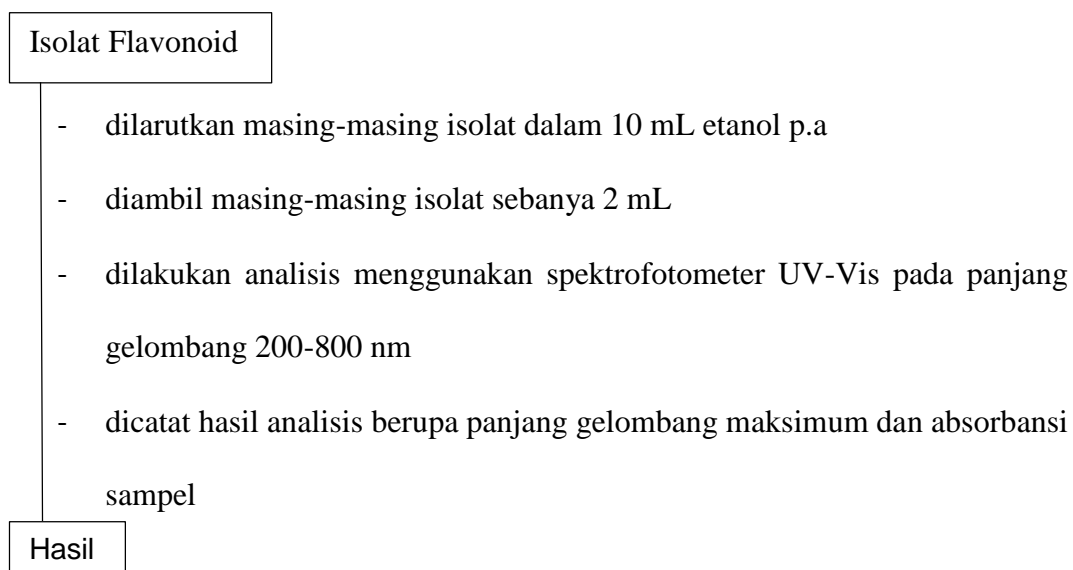 Isolat Flavonoid
- dilarutkan masing-masing isolat dalam 10 mL etanol p.a
- diambil masing-masing isolat sebanya 2 mL
- dilakukan analisis menggunakan spektrofotometer UV-Vis pada panjang
gelombang 200-800 nm
- dicatat hasil analisis berupa panjang gelombang maksimum dan absorbansi
sampel
Hasil